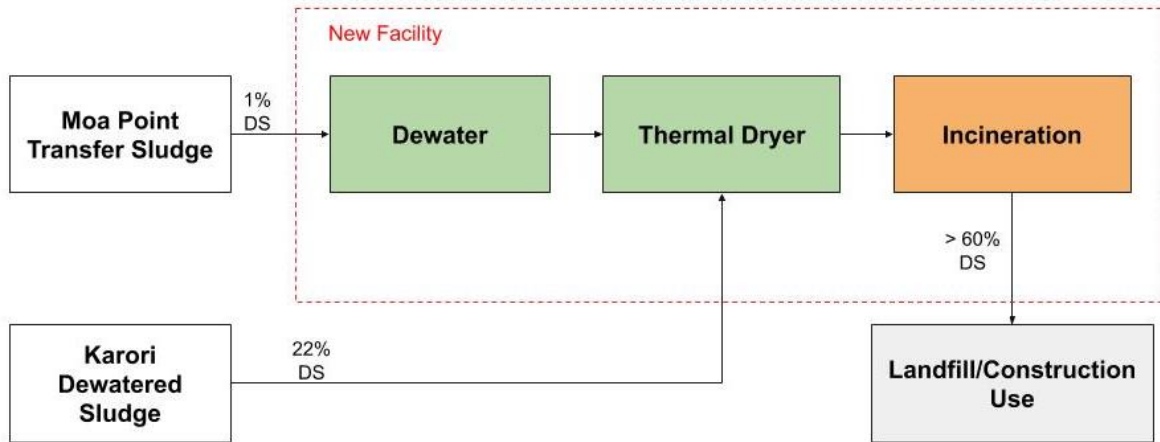 New Facility
Moa Point
Transfer Sludge
1%
DS
Dewater
Thermal Dryer
Incineration
> 60%
DS
Karori
Dewatered
Sludge
22%
DS
Landfill/Construction
Use